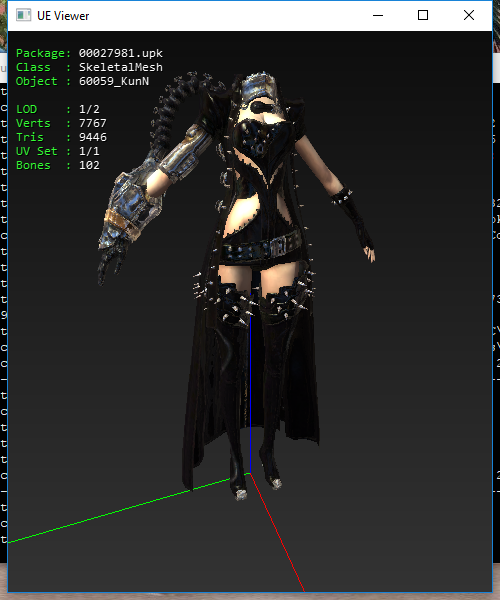 UE Viewer
Package: 00027981.upk
Class : SkeletalMesh
Object : 60059_KunN
LOD : 1/2
Verts : 7767
Tris : 9446
UV Set : 1/1
Bones : 102